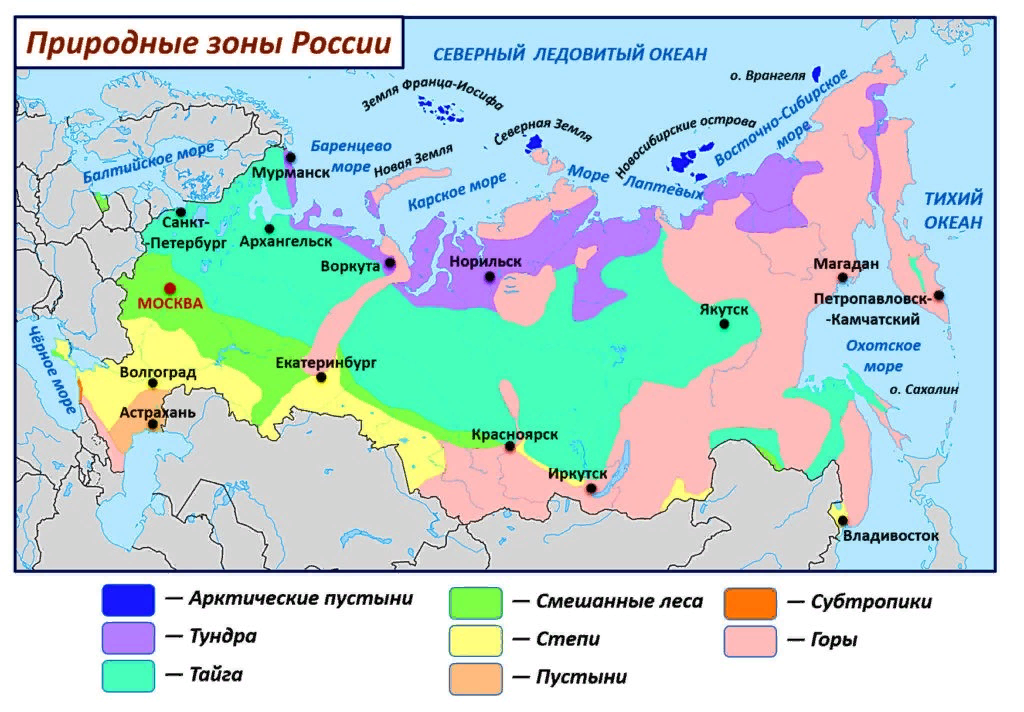 Природные зоны России
СЕВЕРНЫЙ ЛЕДОВИТЫЙ ОКЕАН
о. Врангеля
Земля Франца-Иосифа
Северная Земля
Новосибирские острова
Восточно-Сибирское
море
Баренцево
море
Новая Земля
Карское море
Море Лаптевых
Балтийское море
Мурманск
ТИХИЙ
ОКЕАН
Санкт-
-Петербург
Архангельск
Воркута
Норильск
Магадан
МОСКВА
Якутск
Петропавловск-
-Камчатский
Чёрное море
Охотское
море
Екатеринбург
Волгоград
о. Сахалин
Астрахань
Красноярск
Иркутск
Владивосток
— Арктические пустыни
— Тундра
— Тайга
— Смешанные леса
— Степи
— Пустыни
— Субтропики
— Горы